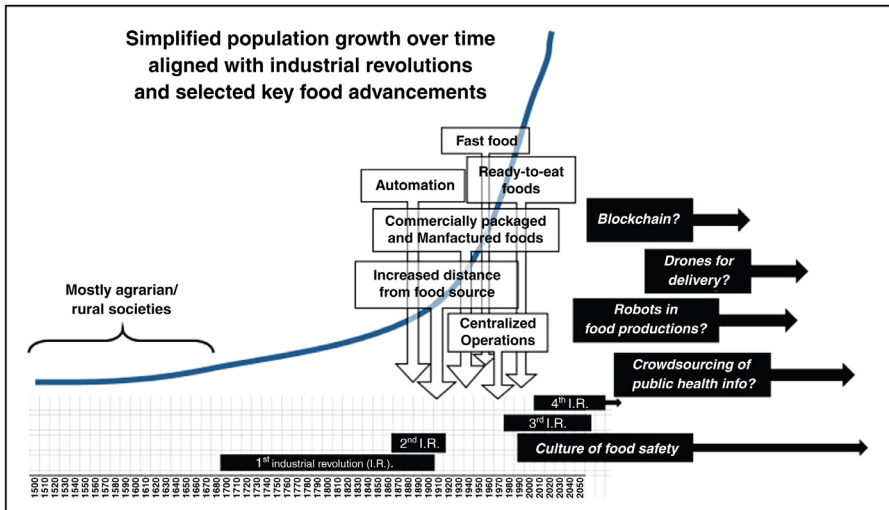 Simplified population growth over time
aligned with industrial revolutions
and selected key food advancements
Fast food
Ready-to-eat
foods
Automation
Commercially packaged
and Manfactured foods
Increased distance
from food source
Centralized
Operations
Mostly agrarian/
rural societies
Blockchain?
Drones for
delivery?
Robots in
food productions?
Crowdsourcing of
public health info?
4th I.R.
3rd I.R.
2nd I.R.
Culture of food safety
1st industrial revolution (I.R.).
1500
1510
1520
1530
1540
1550
1560
1570
1580
1590
1600
1610
1620
1630
1640
1650
1660
1670
1680
1690
1700
1710
1720
1730
1740
1750
1760
1770
1780
1790
1800
1810
1820
1830
1840
1850
1860
1870
1880
1890
1900
1910
1920
1930
1940
1950
1960
1970
1980
1990
2000
2010
2020
2030
2040
2050